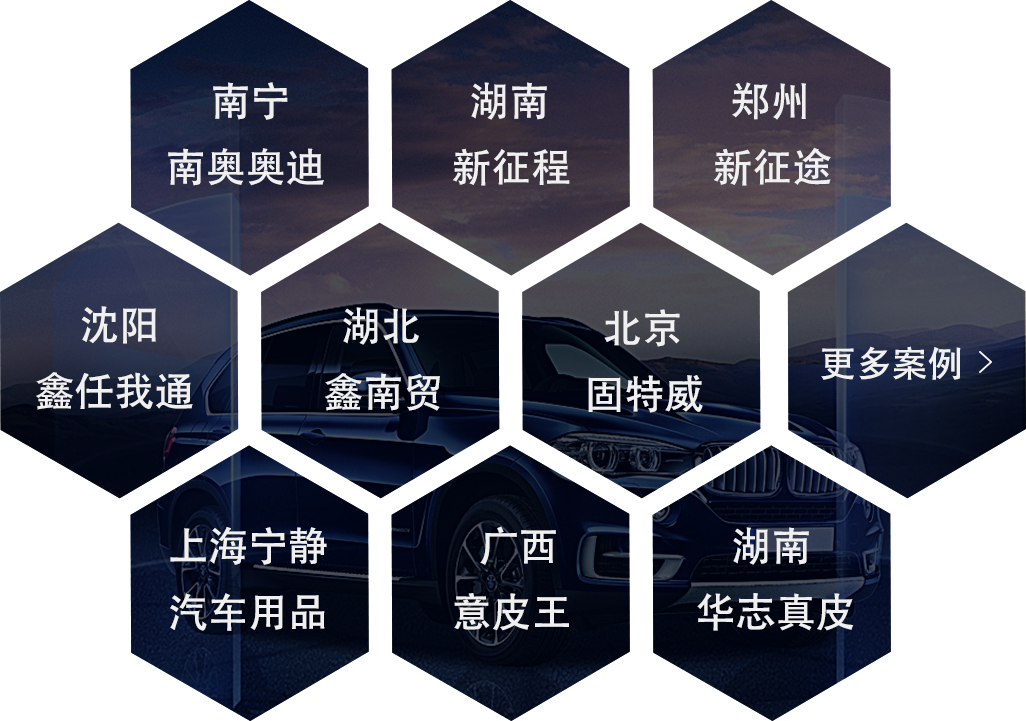 南宁
南奥奥迪
湖南
新征程
郑州
新征途
沈阳
鑫任我通
湖北
鑫南贸
北京
固特威
更多案例 >
上海宁静
汽车用品
广西
意皮王
湖南
华志真皮